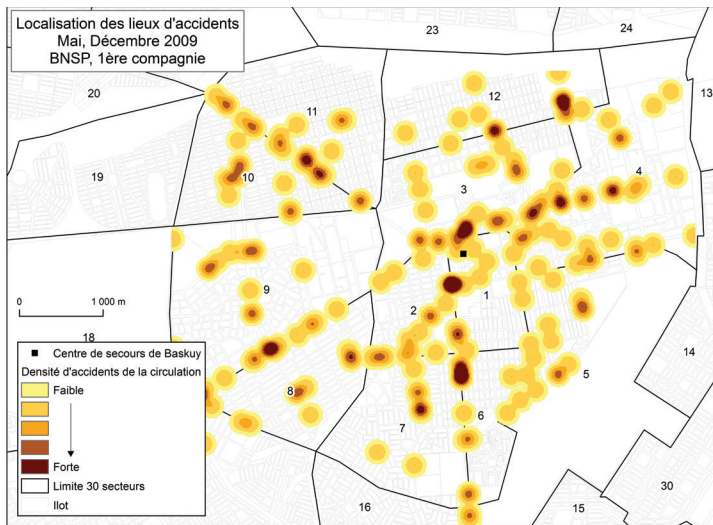 Localisation des lieux d'accidents
Mai, Décembre 2009
BNSP, 1ère compagnie
23
24
20
13
12
11
19
10
3
4
9
1
2
0
1 000 m
18
14
8
5
7
6
30
16
15
Centre de secours de Baskuy
Densité d'accidents de la circulation
Faible
Forte
Limite 30 secteurs
Ilot